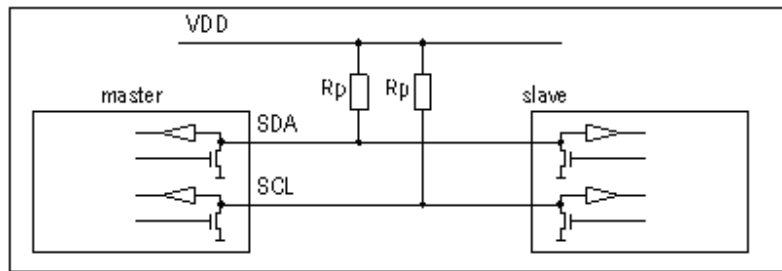 VDD
Rp Rp
master
slave
SDA
SCL